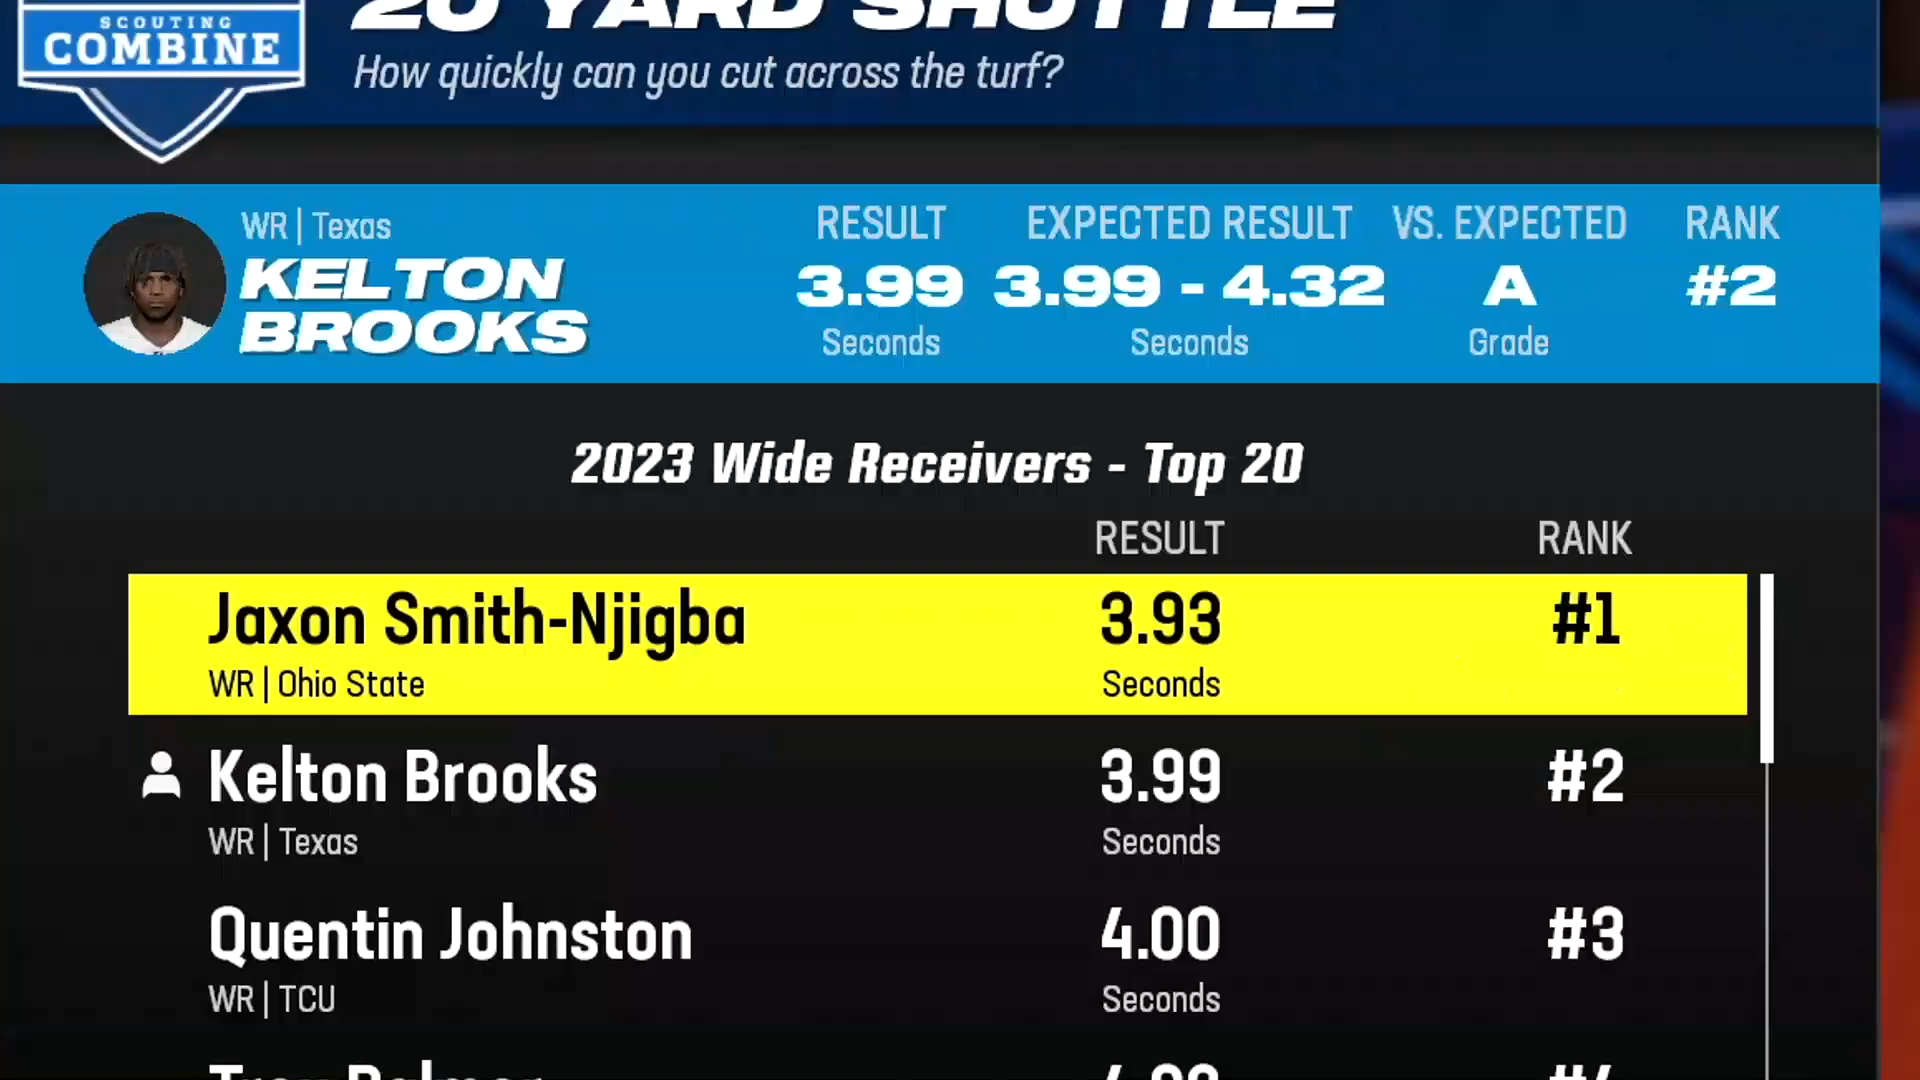 SCOUTING
COMBINE
20 YARD SHUTTLE
How quickly can you cut across the turf?
WR | Texas
KELTON
BROOKS
RESULT
3.99
Seconds
EXPECTED RESULT
3.99 - 4.32
Seconds
VS. EXPECTED
A
Grade
RANK
#2
2023 Wide Receivers - Top 20
RESULT RANK
Jaxon Smith-Njigba 3.93 #1
WR | Ohio State Seconds
Kelton Brooks 3.99 #2
WR | Texas Seconds
Quentin Johnston 4.00 #3
WR | TCU Seconds